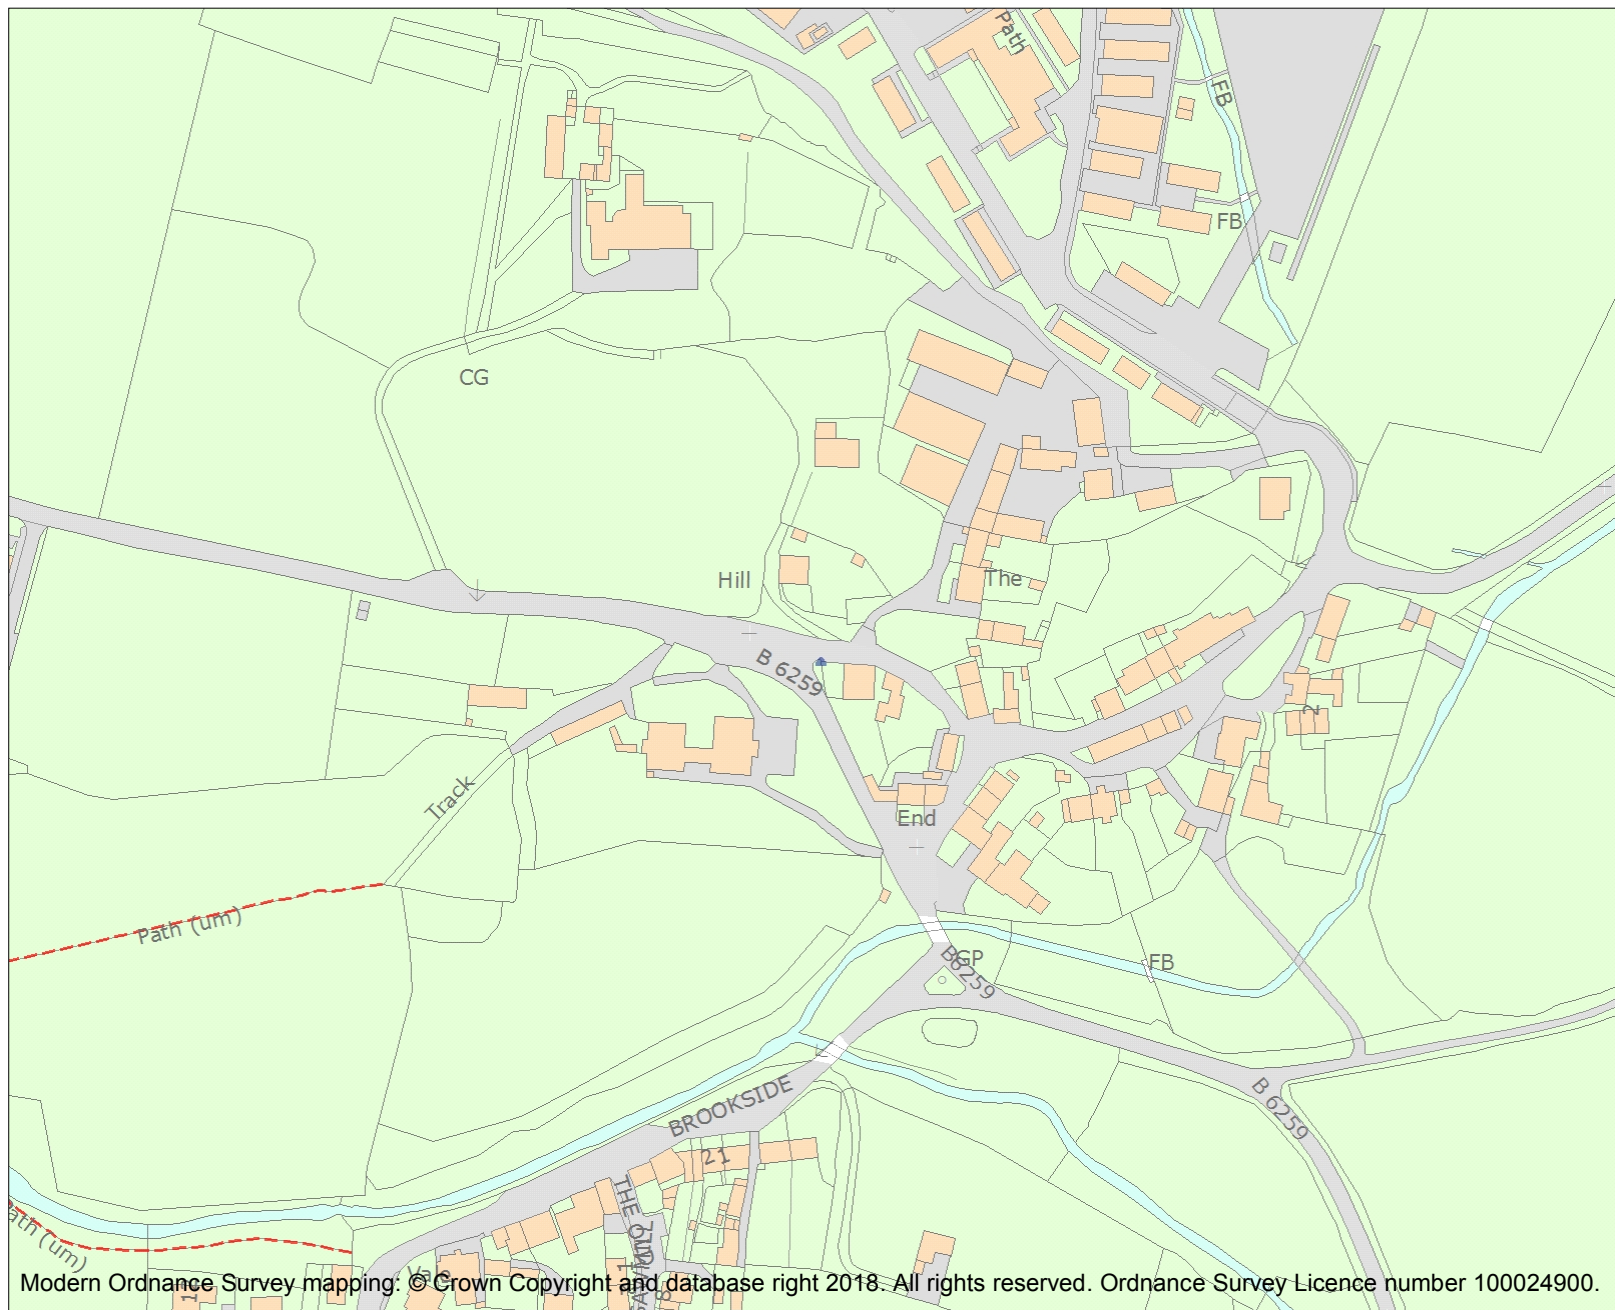 Path
FB
FB
CG
Hill
The
B 6259
2
Track
End
Path (um)
GP
B6259
FB
BROOKSIDE
B 6259
21
THE
Path (um)
Modern Ordnance Survey mapping: © Crown Copyright and database right 2018. All rights reserved. Ordnance Survey Licence number 100024900.